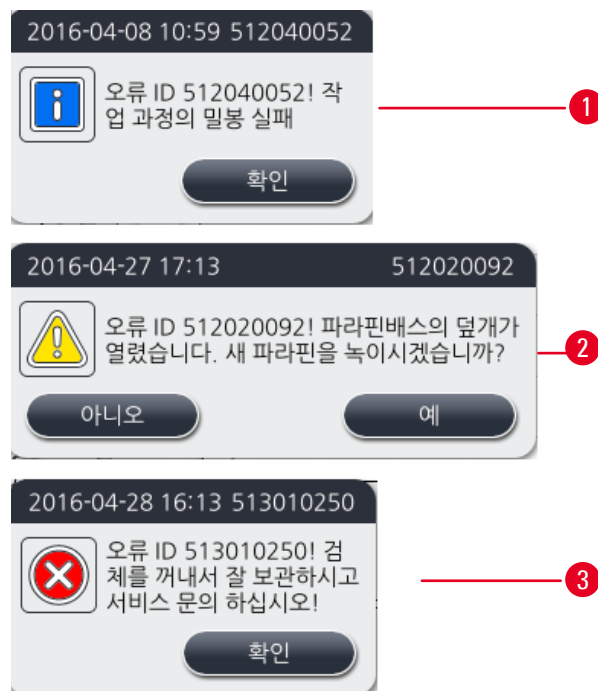 2016-04-08 10:59 512040052
오류 ID 512040052! 작
업 과정의 밀봉 실패
확인
1
2016-04-27 17:13 512020092
오류 ID 512020092! 파라핀배스의 덮개가
열렸습니다. 새 파라핀을 녹이시겠습니까?
아니오 예
2
2016-04-28 16:13 513010250
오류 ID 513010250! 검
체를 꺼내서 잘 보관하시고
서비스 문의 하십시오!
확인
3